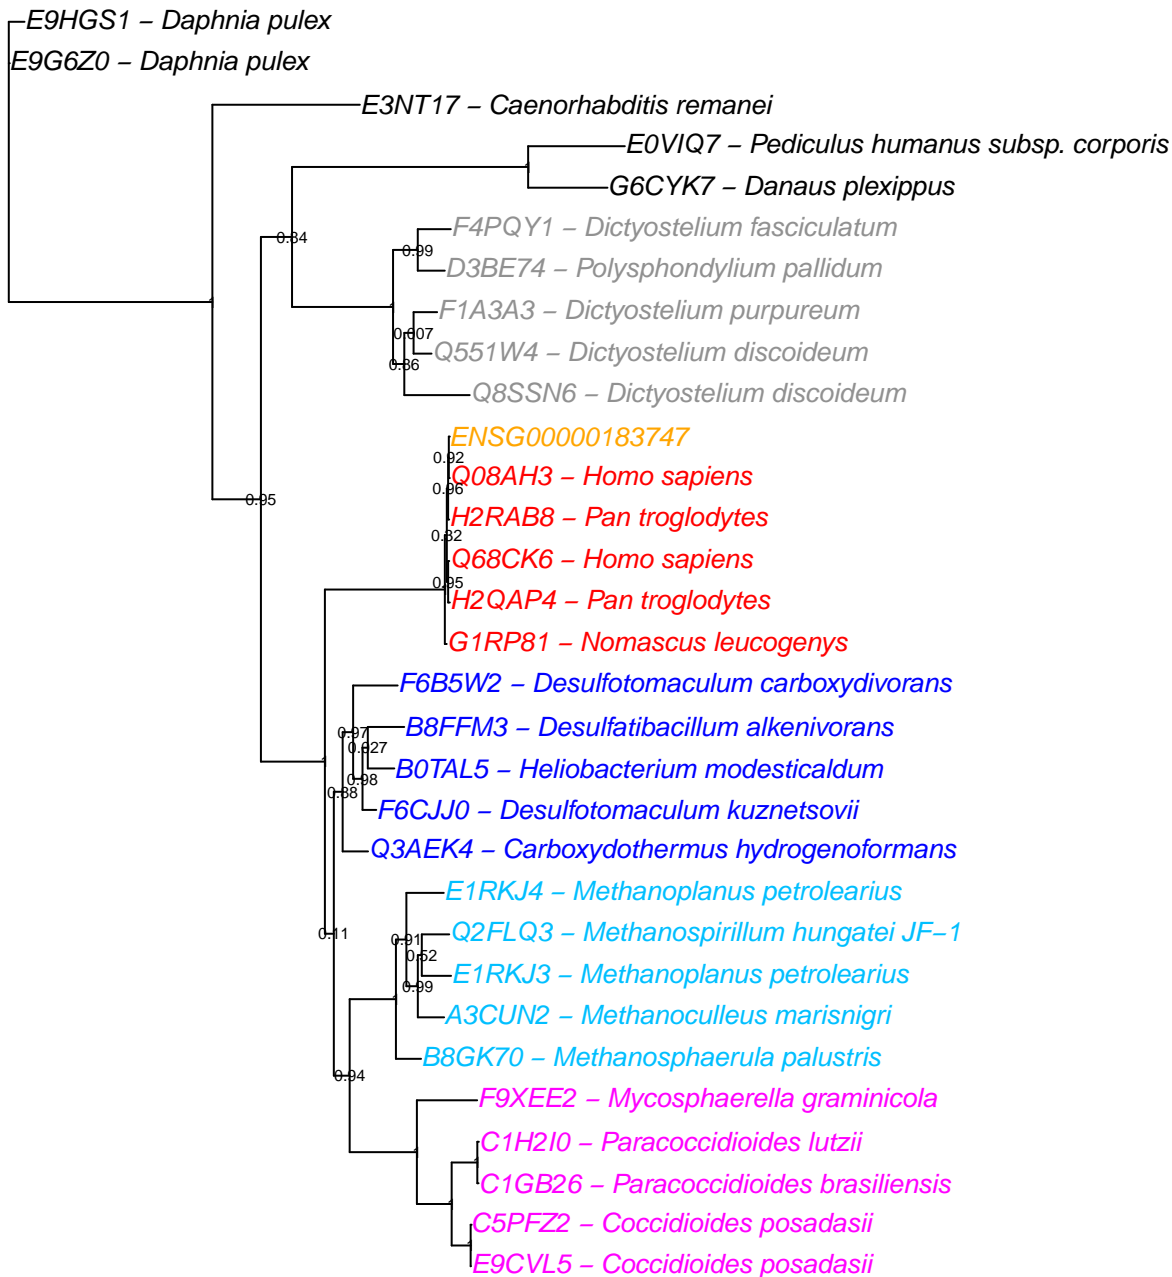 E9HGS1 – Daphnia pulex
E9G6Z0 – Daphnia pulex
E3NT17 – Caenorhabditis remanei
E0VIQ7 – Pediculus humanus subsp. corporis
G6CYK7 – Danaus plexippus
F4PQY1 – Dictyostelium fasciculatum
0.84
0.99
D3BE74 – Polysphondylium pallidum
F1A3A3 – Dictyostelium purpureum
0.007
Q551W4 – Dictyostelium discoideum
0.86
Q8SSN6 – Dictyostelium discoideum
ENSG00000183747
0.92
Q08AH3 – Homo sapiens
0.96
0.95
H2RAB8 – Pan troglodytes
0.82
Q68CK6 – Homo sapiens
0.95
H2QAP4 – Pan troglodytes
G1RP81 – Nomascus leucogenys
F6B5W2 – Desulfotomaculum carboxydivorans
B8FFM3 – Desulfatibacillum alkenivorans
0.97
0.027
B0TAL5 – Heliobacterium modesticaldum
0.98
0.88
F6CJJ0 – Desulfotomaculum kuznetsovii
Q3AEK4 – Carboxydothermus hydrogenoformans
E1RKJ4 – Methanoplanus petrolearius
0.11
Q2FLQ3 – Methanospirillum hungatei JF–1
0.91
0.52
E1RKJ3 – Methanoplanus petrolearius
0.99
A3CUN2 – Methanoculleus marisnigri
B8GK70 – Methanosphaerula palustris
0.94
F9XEE2 – Mycosphaerella graminicola
C1H2I0 – Paracoccidioides lutzii
C1GB26 – Paracoccidioides brasiliensis
C5PFZ2 – Coccidioides posadasii
E9CVL5 – Coccidioides posadasii